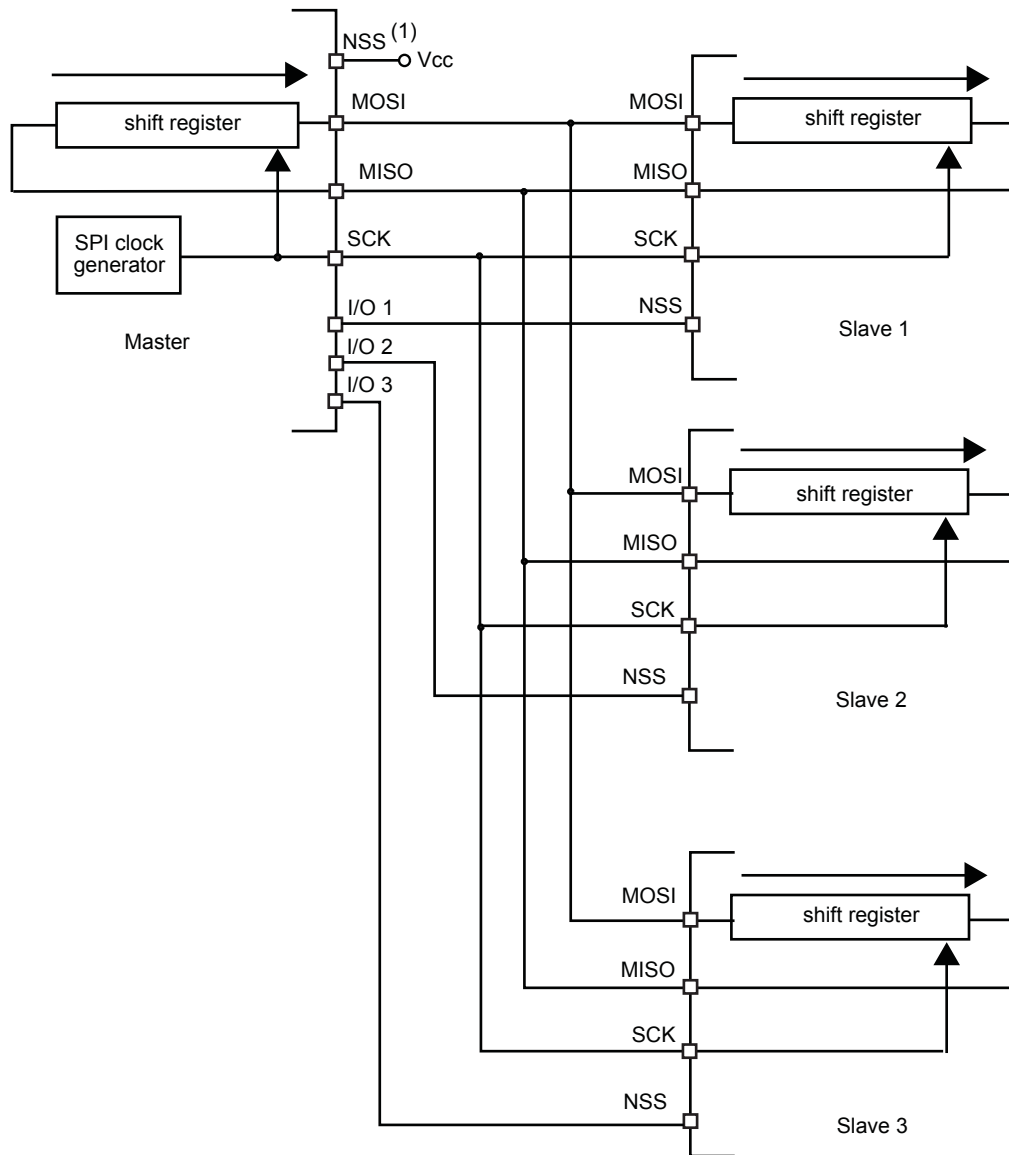 NSS (1)
Vcc
MOSI
shift register
MISO
SPI clock
generator
SCK
I/O 1
I/O 2
I/O 3
Master
MOSI
shift register
MISO
SCK
NSS
Slave 1
MOSI
shift register
MISO
SCK
NSS
Slave 2
MOSI
shift register
MISO
SCK
NSS
Slave 3